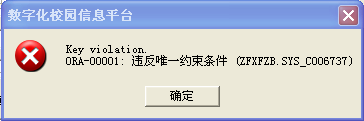 数字化校园信息平台
Key violation.
ORA-00001: 违反唯一约束条件 (ZFXFZB.SYS_C006737)
确定